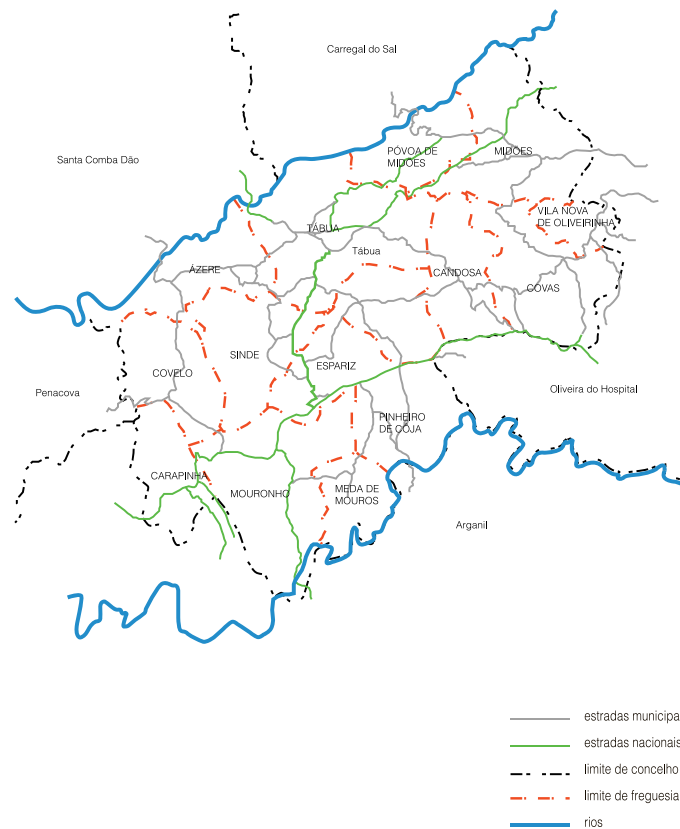 Carregal do Sal
Santa Comba Dão
PÓVOA DE
MIDÕES
MIDÕES
VILA NOVA
DE OLIVEIRINHA
TÁBUA
Tábua
ÁZERE
CANDOSA
COVAS
SINDE
ESPARIZ
COVELO
Penacova
Oliveira do Hospital
PINHEIRO
DE CÔJA
CARAPINHA
MOURONHO
MEDA DE
MOUROS
Arganil
estradas municipa
estradas nacionais
limite de concelho
limite de freguesia
rios